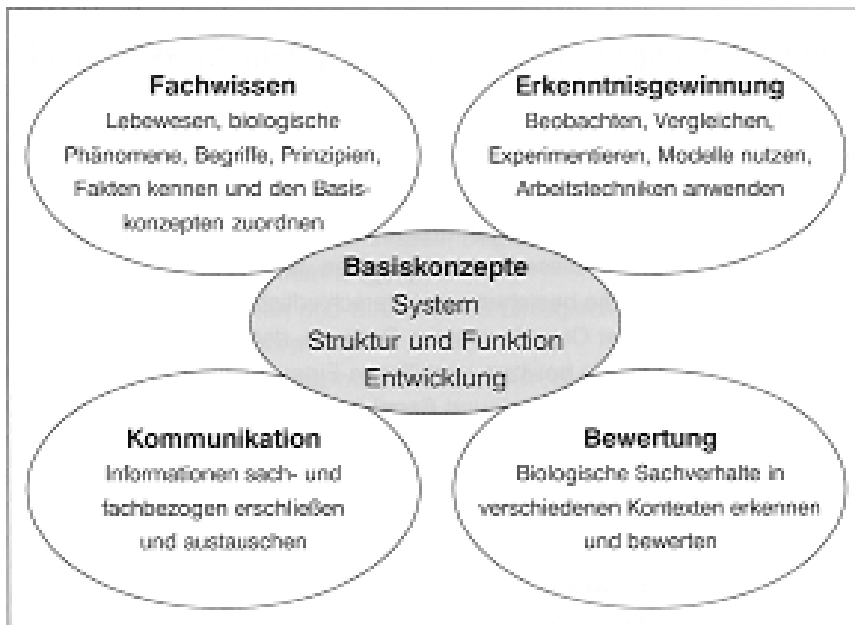 Fachwissen
Lebewesen, biologische
Phänomene, Begriffe, Prinzipien,
Fakten kennen und den Basis-
konzepten zuordnen
Erkenntnisgewinnung
Beobachten, Vergleichen,
Experimentieren, Modelle nutzen,
Arbeitstechniken anwenden
Basiskonzepte
System
Struktur und Funktion
Entwicklung
Kommunikation
Informationen sach- und
fachbezogen erschließen
und austauschen
Bewertung
Biologische Sachverhalte in
verschiedenen Kontexten erkennen
und bewerten